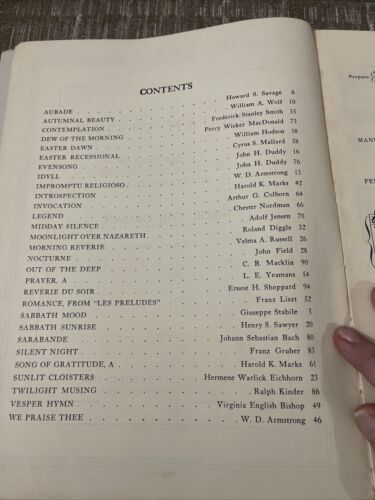 CONTENTS
AUBADE . . . Howard S. Savage 6
AUTUMNAL BEAUTY . . . William A. Wolf 10
CONTEMPLATION . . . Frederick Stanley Smith 35
DEW OF THE MORNING . . . Percy Wicker MacDonald 73
EASTER DAWN . . . William Hodson 38
EASTER RECESSIONAL . . . Cyrus S. Mallard 58
EVENSONG . . . John H. Duddy 16
IDYLL . . . John H. Duddy 76
IMPROMPTU RELIGIOSO . . . W. D. Armstrong 13
INTROSPECTION . . . Harold K. Marks 42
INVOCATION . . . Arthur G. Colborn 64
LEGEND . . . Chester Nordman 66
MIDDAY SILENCE . . . Adolf Jensen 70
MOONLIGHT OVER NAZARETH . . . Roland Diggle 32
MORNING REVERIE . . . Velma A. Russell 26
NOCTURNE . . . John Field 28
OUT OF THE DEEP . . . C. B. Macklin 90
PRAYER, A . . . L. E. Yeamans 54
REVERIE DU SOIR . . . Ernest H. Sheppard 94
ROMANCE, FROM "LES PRELUDES" . . . Franz Liszt 52
SABBATH MOOD . . . Giuseppe Stabile 3
SABBATH SUNRISE . . . Henry S. Sawyer 20
SARABANDE . . . Johann Sebastian Bach 80
SILENT NIGHT . . . Franz Gruber 83
SONG OF GRATITUDE, A . . . Harold K. Marks 61
SUNLIT CLOISTERS . . . Hermene Warlick Eichhorn 23
TWILIGHT MUSING . . . Ralph Kinder 86
VESPER HYMN . . . Virginia English Bishop 49
WE PRAISE THEE . . . W. D. Armstrong 46
Prepare